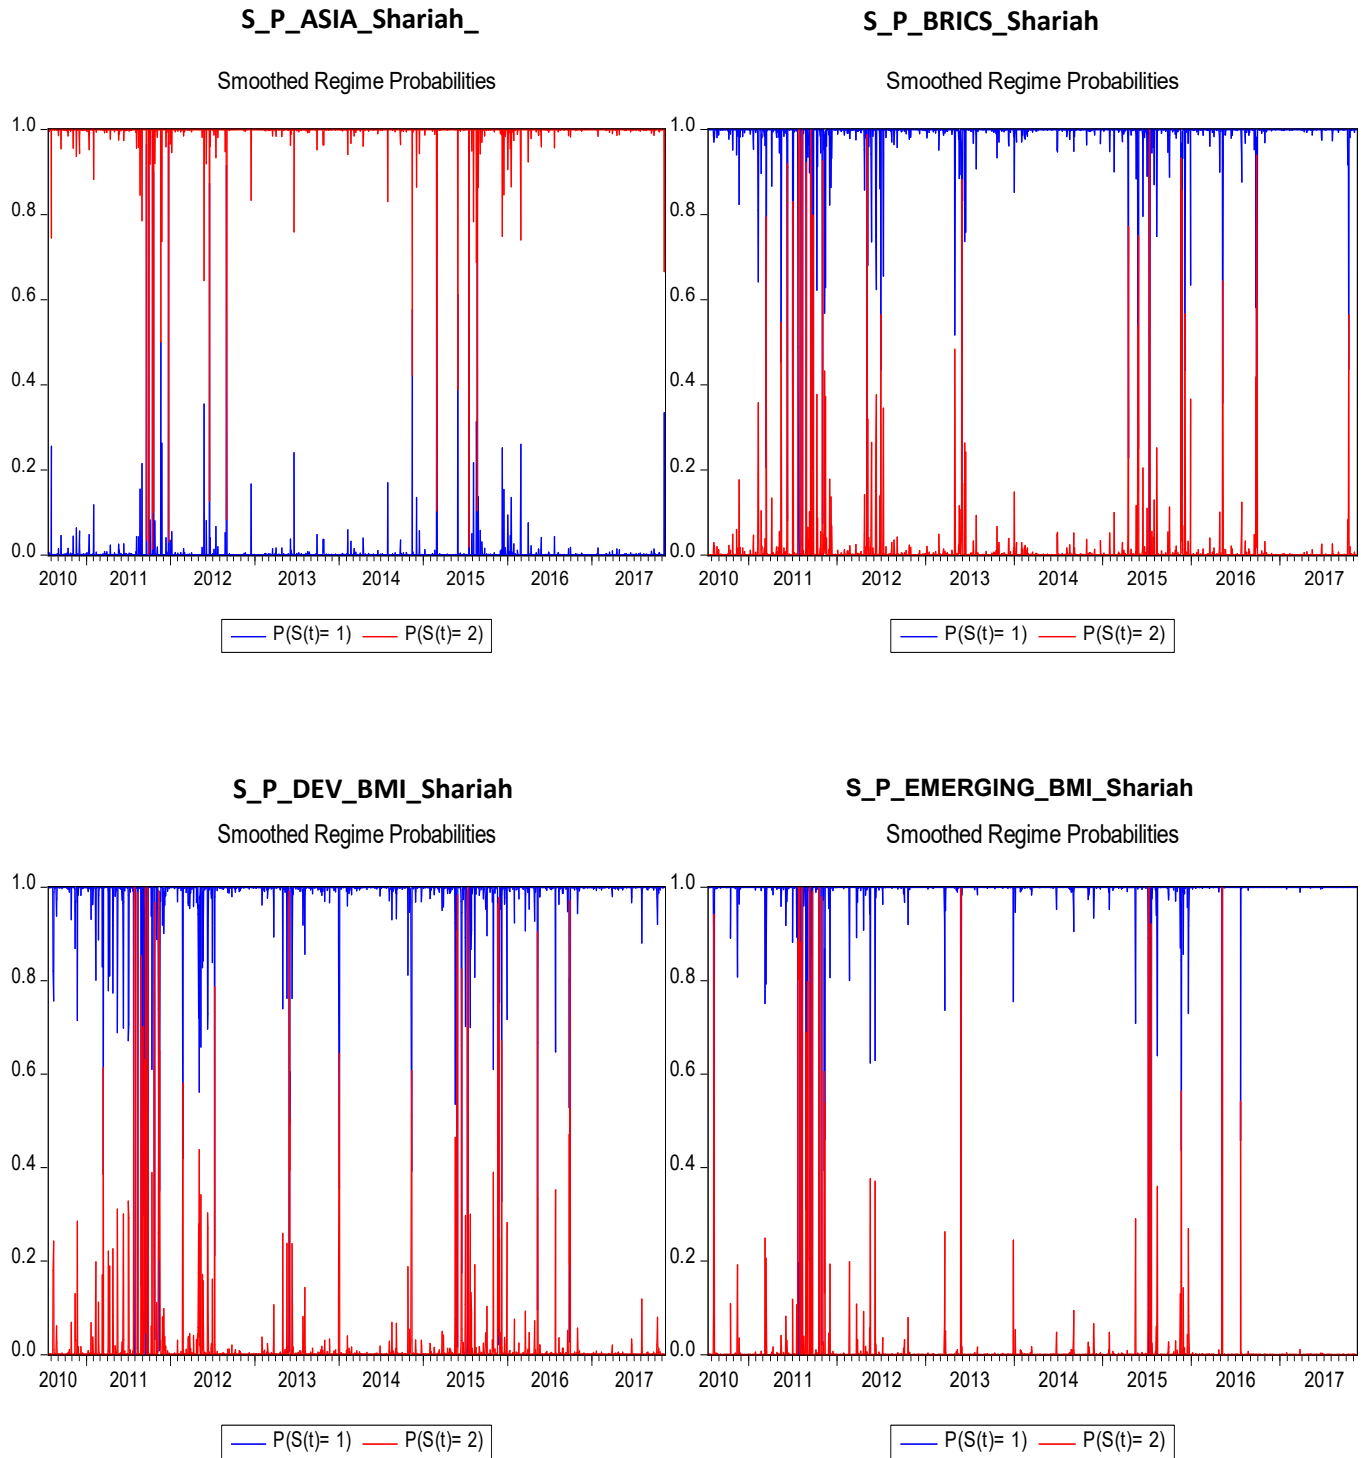 S_P_ASIA_Shariah_
Smoothed Regime Probabilities
1.0
0.8
0.6
0.4
0.2
0.0
2010 2011 2012 2013 2014 2015 2016 2017
P(S(t)= 1) P(S(t)= 2)
S_P_BRICS_Shariah
Smoothed Regime Probabilities
1.0
0.8
0.6
0.4
0.2
0.0
2010 2011 2012 2013 2014 2015 2016 2017
P(S(t)= 1) P(S(t)= 2)
S_P_DEV_BMI_Shariah
Smoothed Regime Probabilities
1.0
0.8
0.6
0.4
0.2
0.0
2010 2011 2012 2013 2014 2015 2016 2017
P(S(t)= 1) P(S(t)= 2)
S_P_EMERGING_BMI_Shariah
Smoothed Regime Probabilities
1.0
0.8
0.6
0.4
0.2
0.0
2010 2011 2012 2013 2014 2015 2016 2017
P(S(t)= 1) P(S(t)= 2)